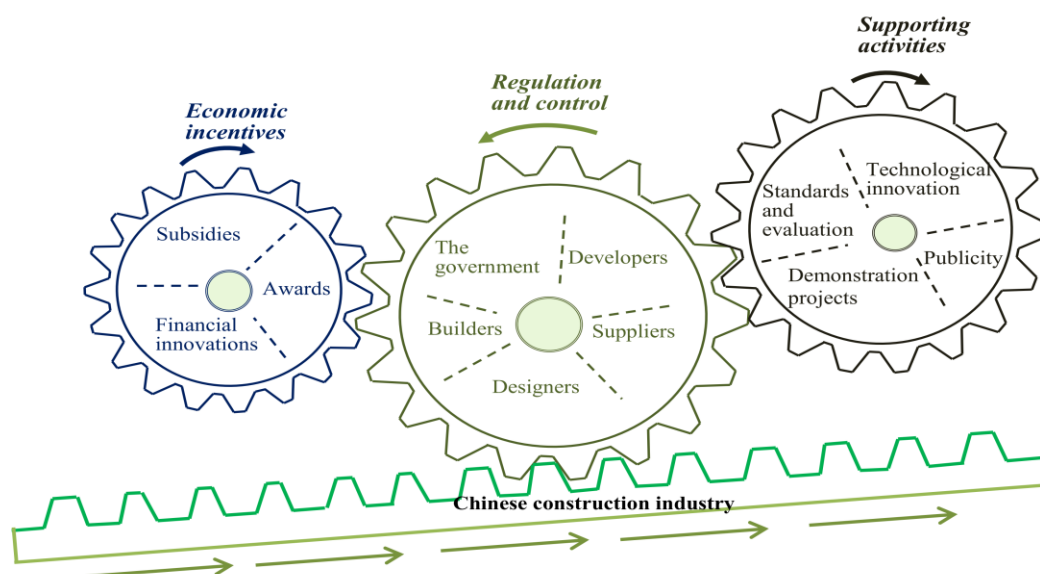 Economic
incentives
Subsidies
Awards
Financial
innovations
Regulation
and control
The
government
Developers
Builders
Suppliers
Designers
Supporting
activities
Technological
innovation
Standards
and
evaluation
Publicity
Demonstration
projects
Chinese construction industry